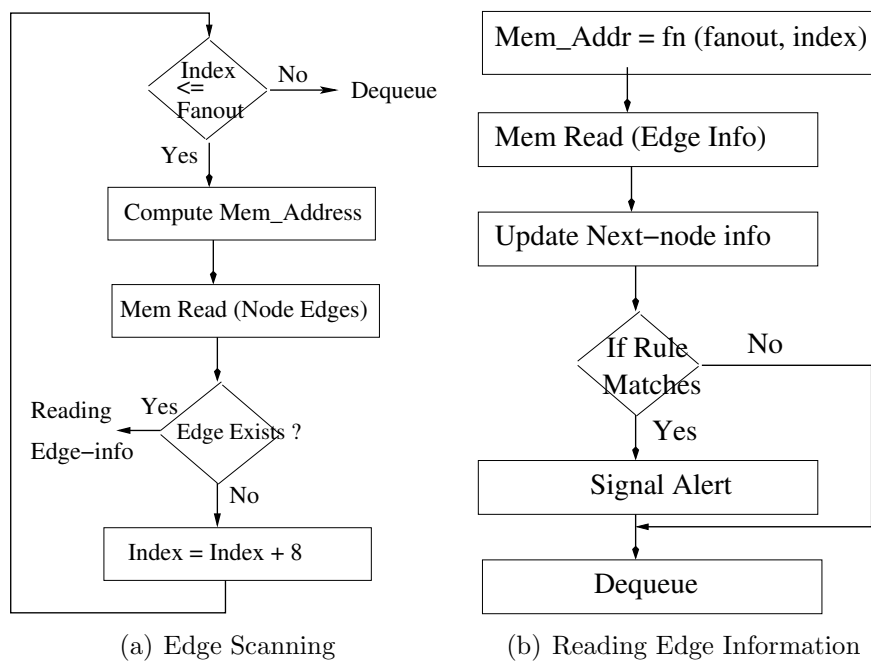 Index
<=
Fanout
No
Dequeue
Yes
Compute Mem_Address
Mem Read (Node Edges)
Yes
Reading
Edge−info
Edge Exists ?
No
Index = Index + 8
(a) Edge Scanning
Mem_Addr = fn (fanout, index)
Mem Read (Edge Info)
Update Next−node info
If Rule
Matches
No
Yes
Signal Alert
Dequeue
(b) Reading Edge Information